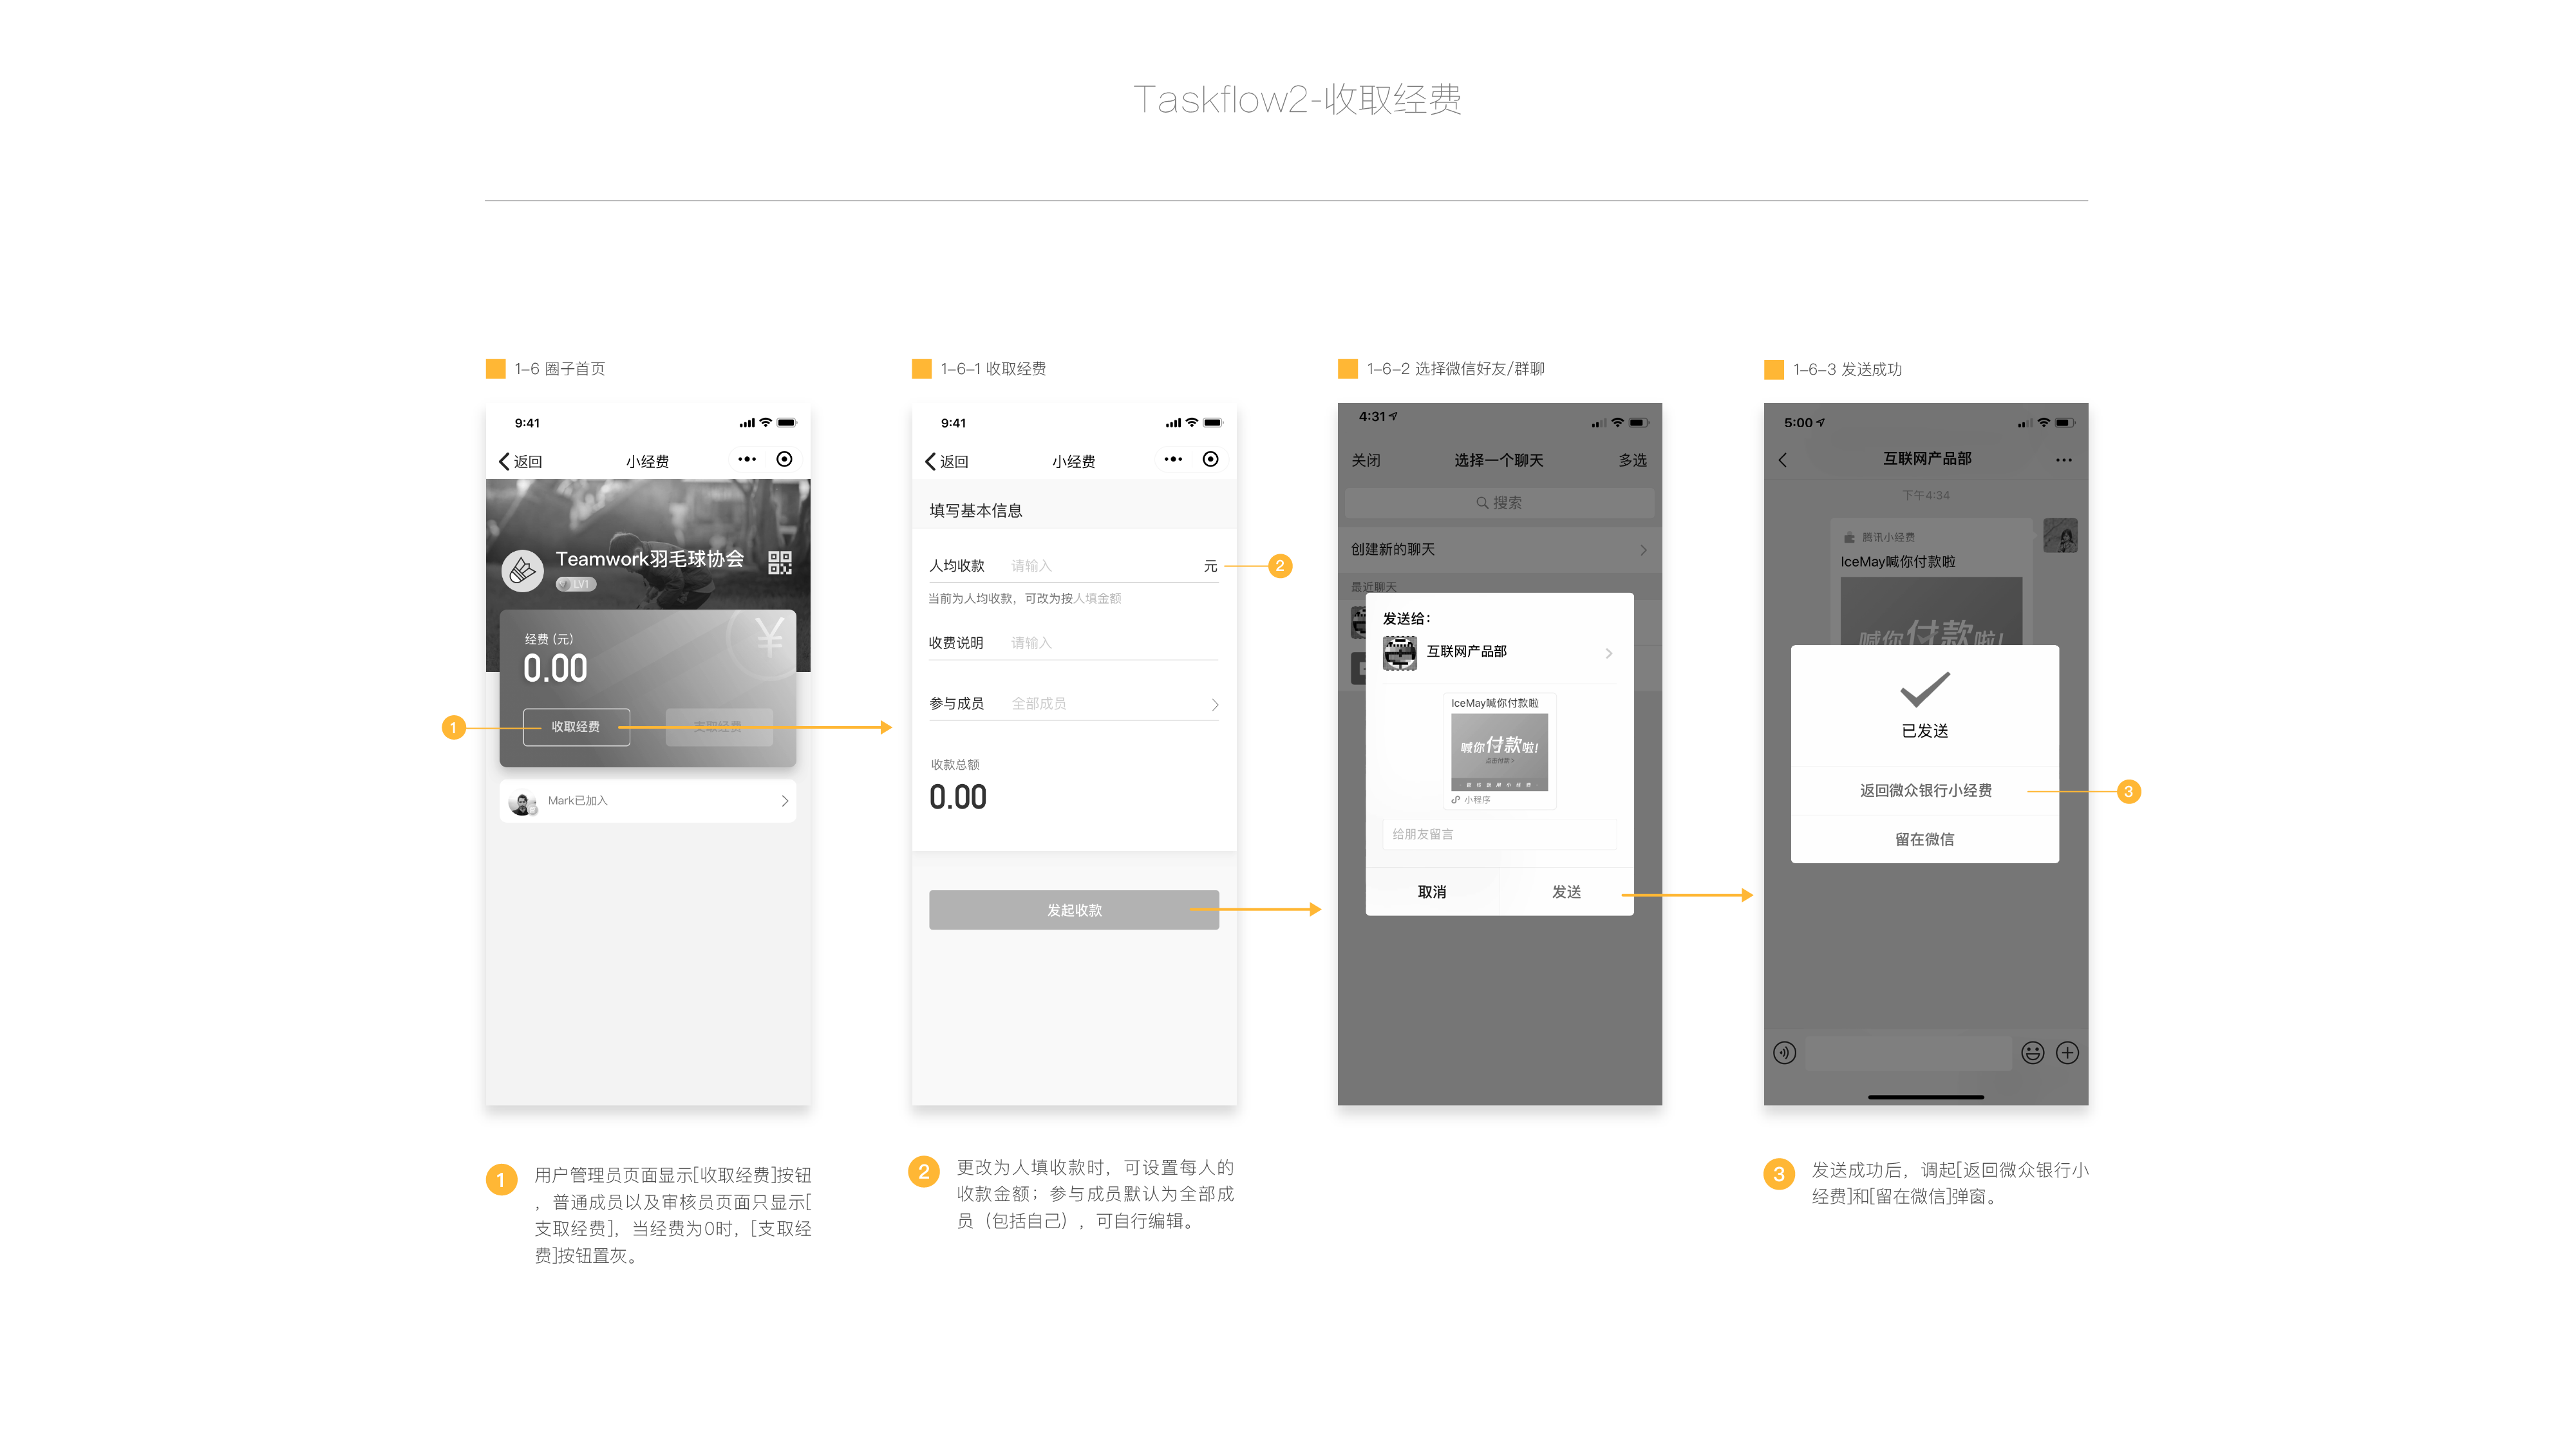 Taskflow2-收取经费
1-6 圈子首页
9:41
返回
小经费
Teamwork羽毛球协会
LV1
经费 (元)
0.00
收取经费
支取经费
Mark已加入
1
1
用户管理员页面显示[收取经费]按钮
，普通成员以及审核员页面只显示[
支取经费]，当经费为0时，[支取经
费]按钮置灰。
1-6-1 收取经费
9:41
返回
小经费
填写基本信息
人均收款
请输入
元
2
当前为人均收款，可改为按人填金额
收费说明
请输入
参与成员
全部成员
收款总额
0.00
发起收款
2
更改为人填收款时，可设置每人的
收款金额；参与成员默认为全部成
员（包括自己），可自行编辑。
1-6-2 选择微信好友/群聊
4:31
关闭
选择一个聊天
多选
搜索
创建新的聊天
最近聊天
发送给：
互联网产品部
IceMay喊你付款啦
喊你付款啦!
点击付款
小程序
给朋友留言
取消
发送
1-6-3 发送成功
5:00
互联网产品部
下午4:34
腾讯小经费
IceMay喊你付款啦
喊你付款啦!
已发送
返回微众银行小经费
3
留在微信
3
发送成功后，调起[返回微众银行小
经费]和[留在微信]弹窗。